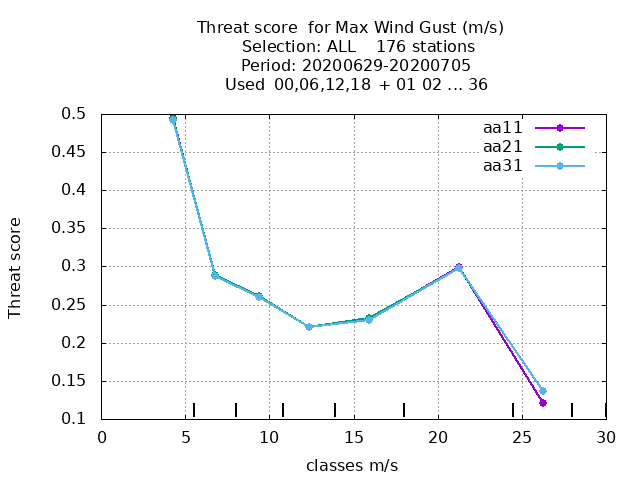 Threat score  for Max Wind Gust (m/s)
Selection: ALL    176 stations
Period: 20200629-20200705
Used  00,06,12,18  + 01 02 ... 36
aa11
aa21
aa31
Threat score
0.5
0.45
0.4
0.35
0.3
0.25
0.2
0.15
0.1
0 5 10 15 20 25 30
classes m/s